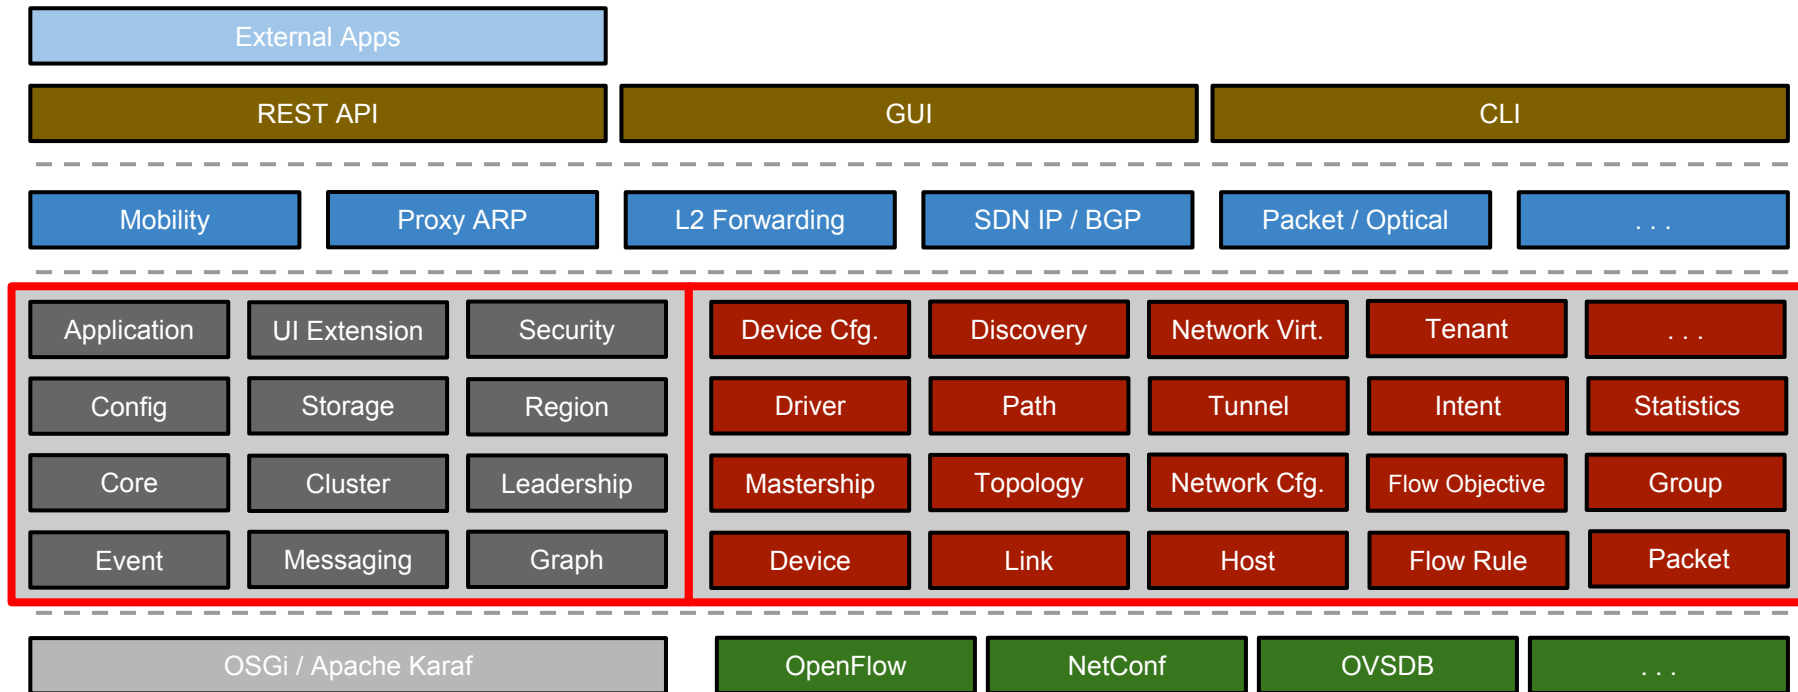 External Apps
REST API
GUI
CLI
Mobility
Proxy ARP
L2 Forwarding
SDN IP / BGP
Packet / Optical
. . .
Application
UI Extension
Security
Device Cfg.
Discovery
Network Virt.
Tenant
. . .
Config
Storage
Region
Driver
Path
Tunnel
Intent
Statistics
Core
Cluster
Leadership
Mastership
Topology
Network Cfg.
Flow Objective
Group
Event
Messaging
Graph
Device
Link
Host
Flow Rule
Packet
OSGi / Apache Karaf
OpenFlow
NetConf
OVSDB
. . .